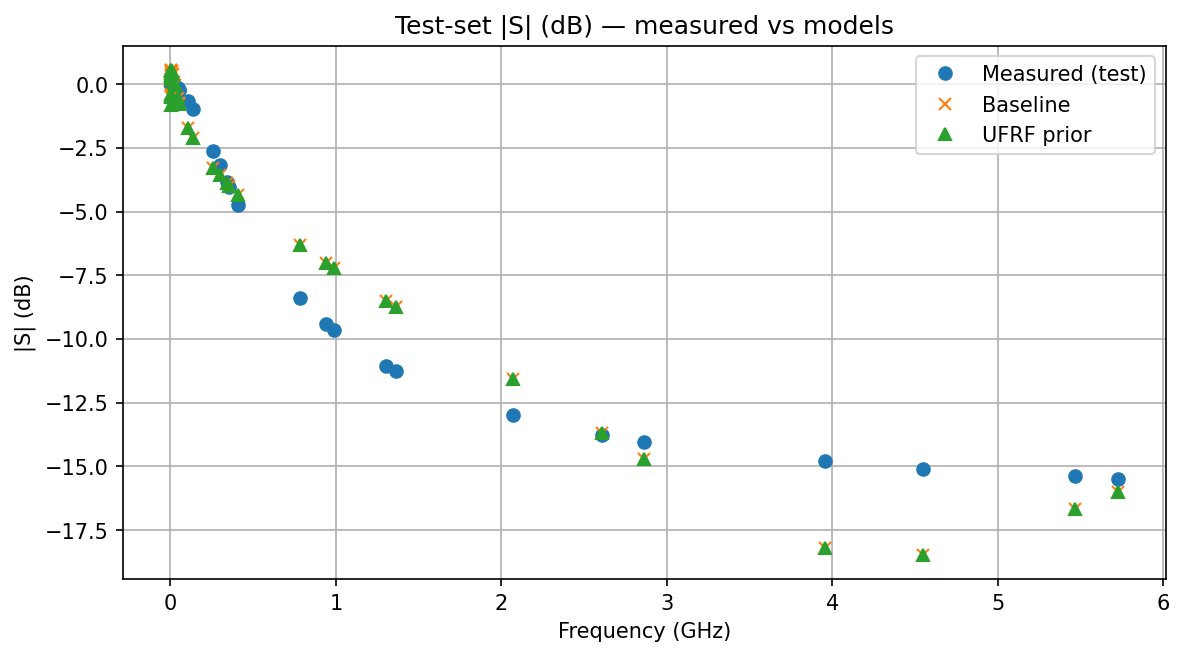 Test-set |S| (dB) — measured vs models
Measured (test)
Baseline
UFRF prior
|S| (dB)
0.0
−2.5
−5.0
−7.5
−10.0
−12.5
−15.0
−17.5
0 1 2 3 4 5 6
Frequency (GHz)